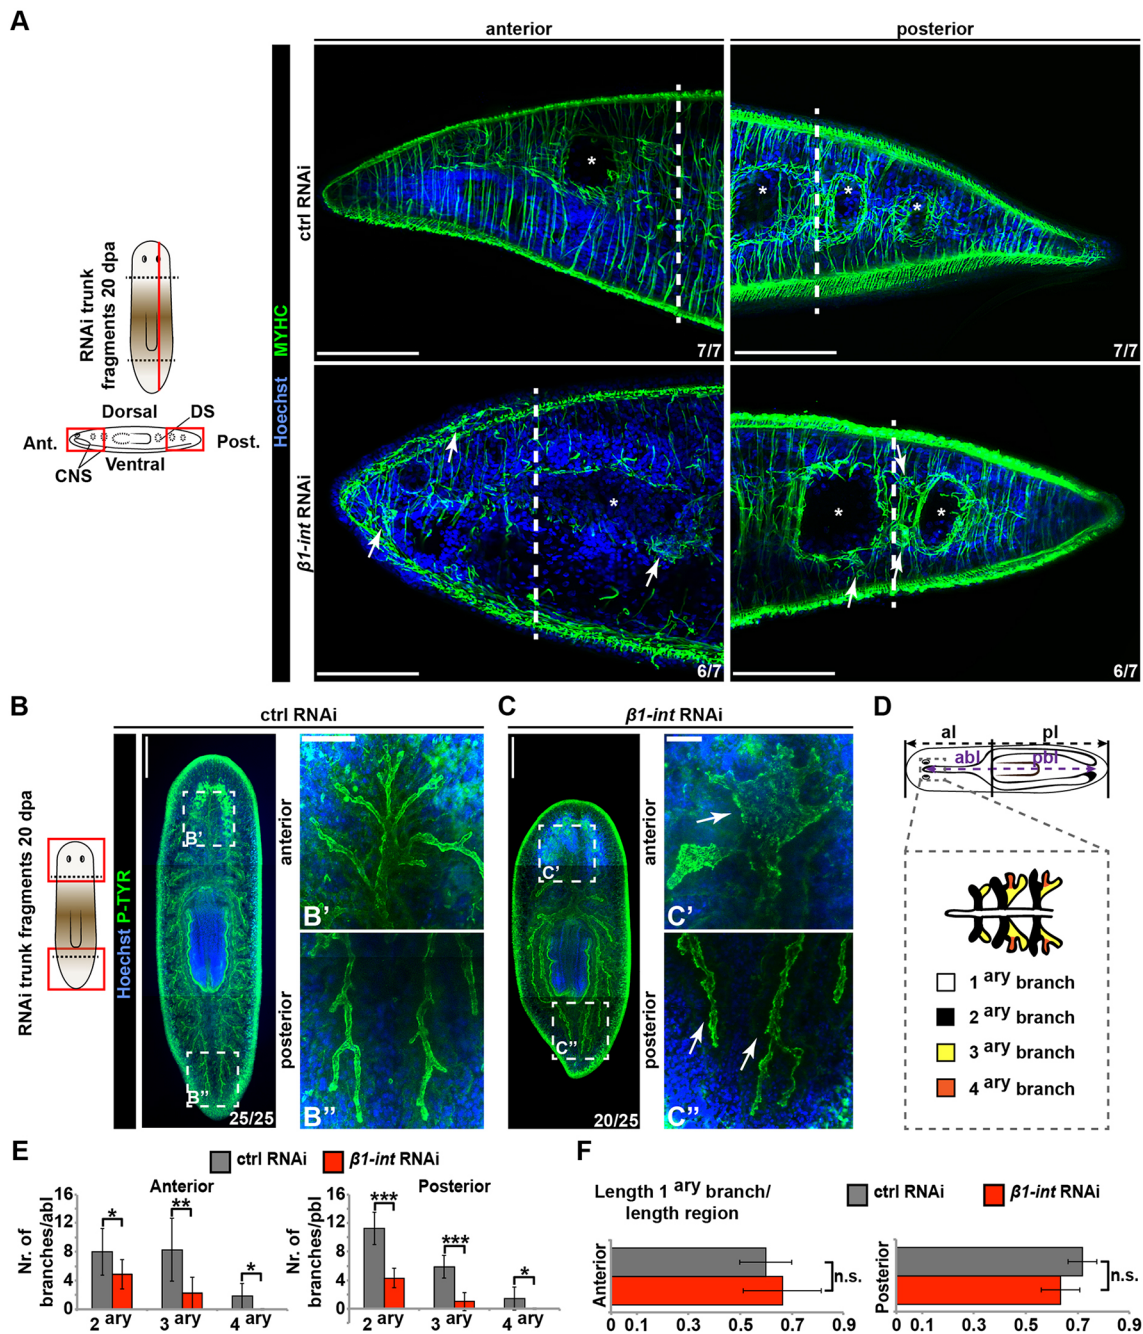 A
anterior
posterior
RNAi trunk
fragments 20 dpa
Dorsal
DS
Ant.
Post.
CNS
Ventral
Hoechst MYHC
ctrl RNAi
*
*
*
*
7/7
7/7
β1-int RNAi
*
*
*
6/7
6/7
B
ctrl RNAi
C
β1-int RNAi
D
RNAi trunk fragments 20 dpa
Hoechst P-TYR
B'
B''
25/25
anterior
B'
posterior
B''
C'
C''
20/25
anterior
C'
posterior
C''
al
pl
abl
pbl
1 ary branch
2 ary branch
3 ary branch
4 ary branch
E
ctrl RNAi
β1-int RNAi
Anterior
Nr. of
branches/abl
16
12
8
4
0
*
**
*
2 ary
3 ary
4 ary
Posterior
Nr. of
branches/pbl
16
12
8
4
0
***
***
*
2 ary
3 ary
4 ary
F
Length 1 ary branch/
length region
ctrl RNAi
β1-int RNAi
Anterior
n.s.
0 0.1 0.3 0.5 0.7 0.9
Posterior
n.s.
0 0.1 0.3 0.5 0.7 0.9